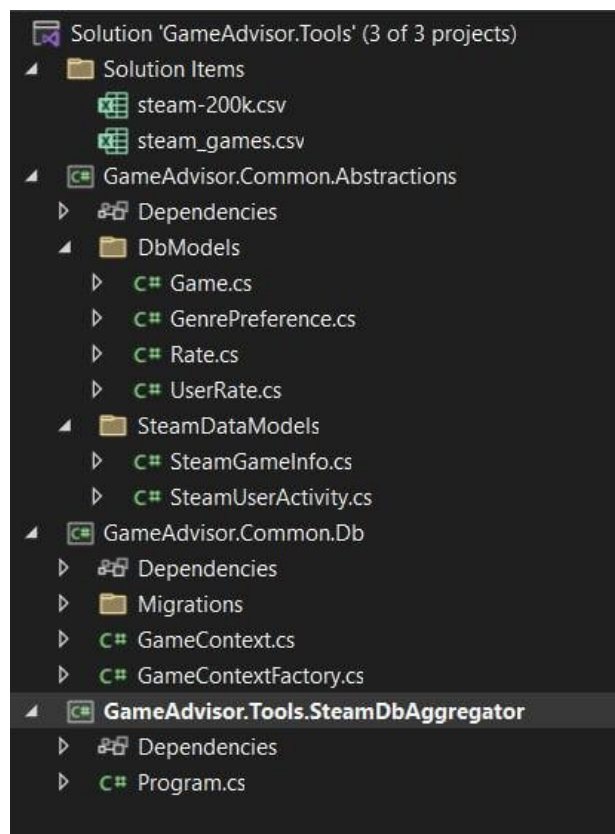 Solution 'GameAdvisor.Tools' (3 of 3 projects)
Solution Items
steam-200k.csv
steam_games.csv
C# GameAdvisor.Common.Abstractions
Dependencies
DbModels
C# Game.cs
C# GenrePreference.cs
C# Rate.cs
C# UserRate.cs
SteamDataModels
C# SteamGameInfo.cs
C# SteamUserActivity.cs
C# GameAdvisor.Common.Db
Dependencies
Migrations
C# GameContext.cs
C# GameContextFactory.cs
C# GameAdvisor.Tools.SteamDbAggregator
Dependencies
C# Program.cs